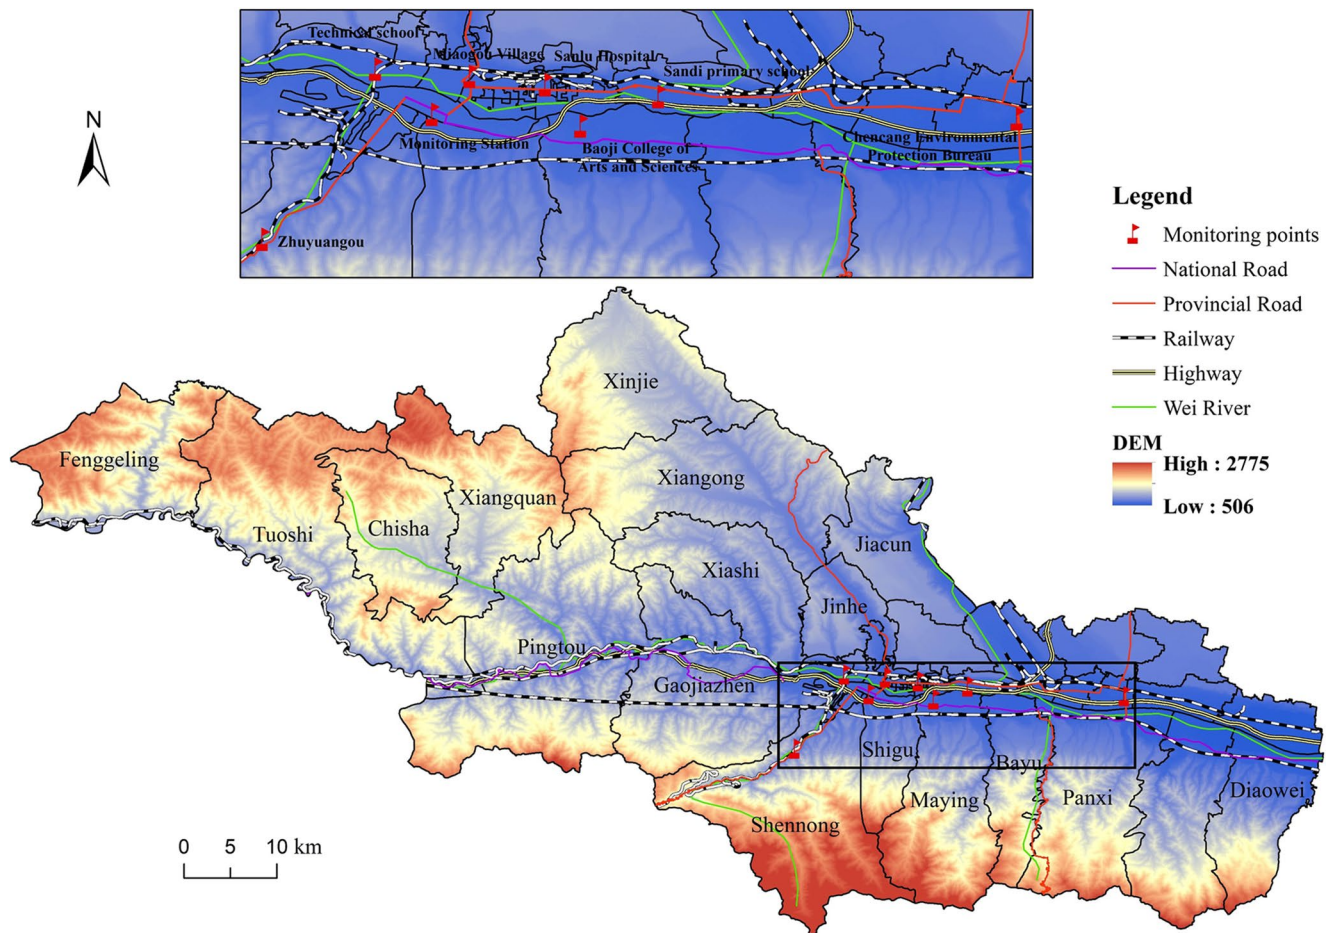 Technical school
Miaogou Village
Sanlu Hospital
Sandi primary school
Monitoring Station
Baoji College of
Arts and Sciences
Chencang Environmental
Protection Bureau
Zhuyuangou
N
Legend
Monitoring points
National Road
Provincial Road
Railway
Highway
Wei River
DEM
High : 2775
Low : 506
Xinjie
Fenggeling
Xiangong
Xiangquan
Tuoshi
Chisha
Jiacun
Xiashi
Jinhe
Pingtou
Gaojiazhen
Shigu
Bayu
Diaowei
Maying
Panxi
Shennong
0 5 10 km